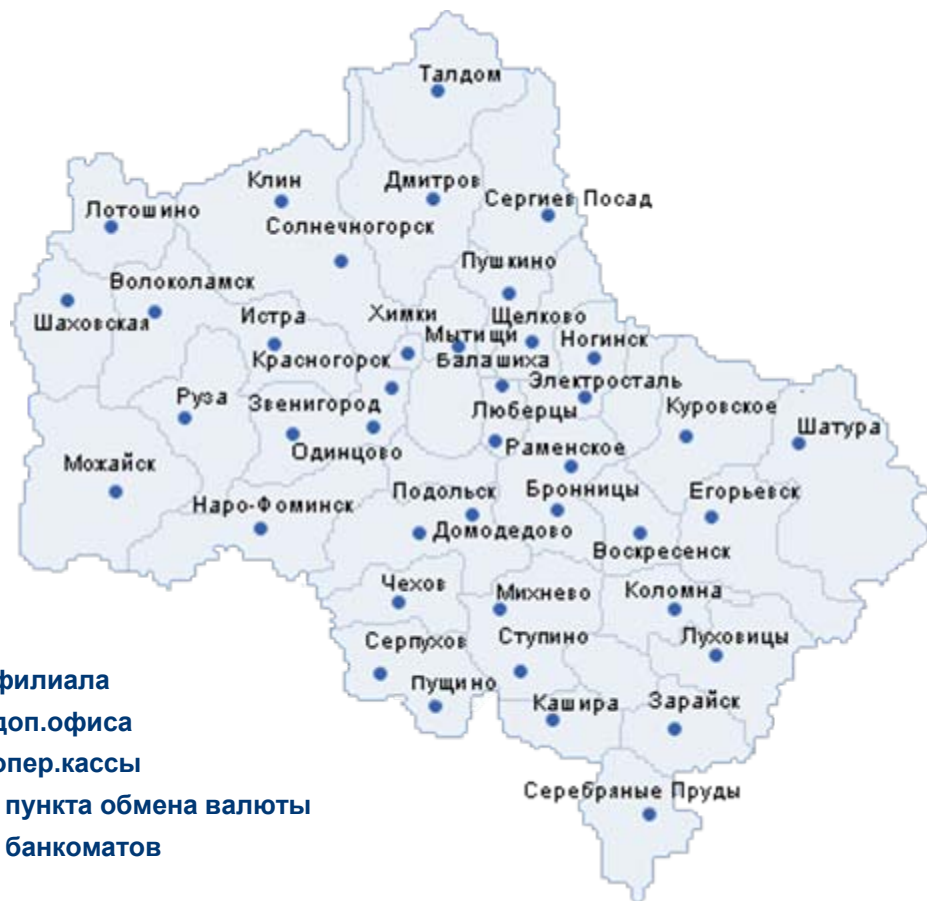 Талдом
Клин
Дмитров
Сергиев Посад
Лотошино
Солнечногорск
Пушкино
Волоколамск
Шаховская
Истра
Химки
Щелково
Мытищи
Ногинск
Красногорск
Балашиха
Электросталь
Руза
Звенигород
Люберцы
Куровское
Шатура
Одинцово
Раменское
Можайск
Наро-Фоминск
Подольск
Бронницы
Егорьевск
Домодедово
Воскресенск
Чехов
Михнево
Коломна
Серпухов
Ступино
Луховицы
филиала
Пущино
Кашира
Зарайск
доп.офиса
опер.кассы
Серебряные Пруды
пункта обмена валюты
банкоматов